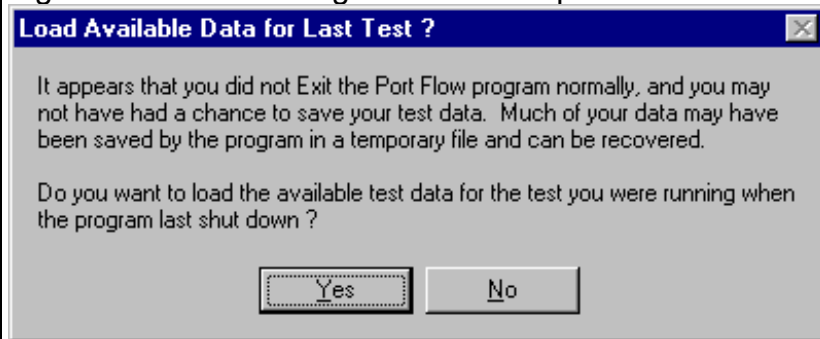 Load Available Data for Last Test ?
It appears that you did not Exit the Port Flow program normally, and you may
not have had a chance to save your test data.  Much of your data may have
been saved by the program in a temporary file and can be recovered.
Do you want to load the available test data for the test you were running when
the program last shut down ?
Yes
No